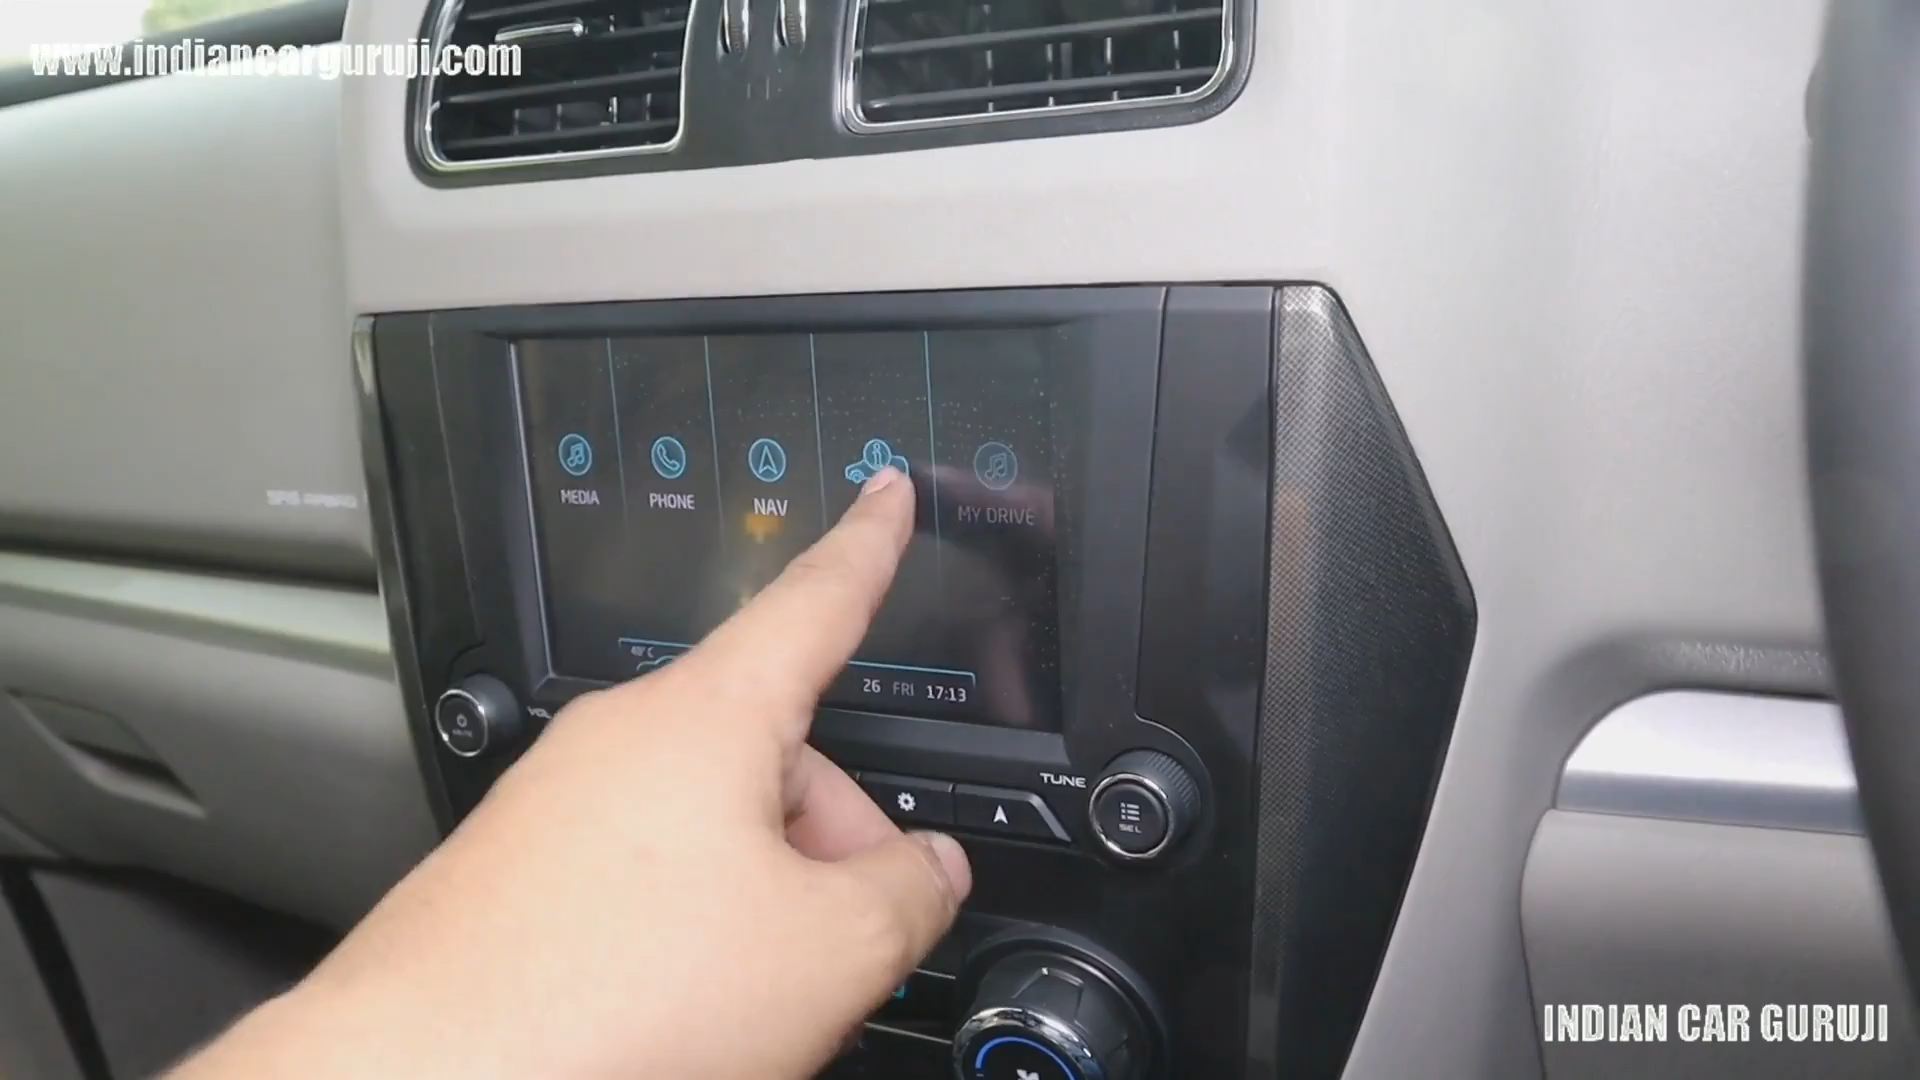 www.indiancarguruji.com
MEDIA
PHONE
NAV
MY DRIVE
26 FRI 17:13
TUNE
SEL
INDIAN CAR GURUJI